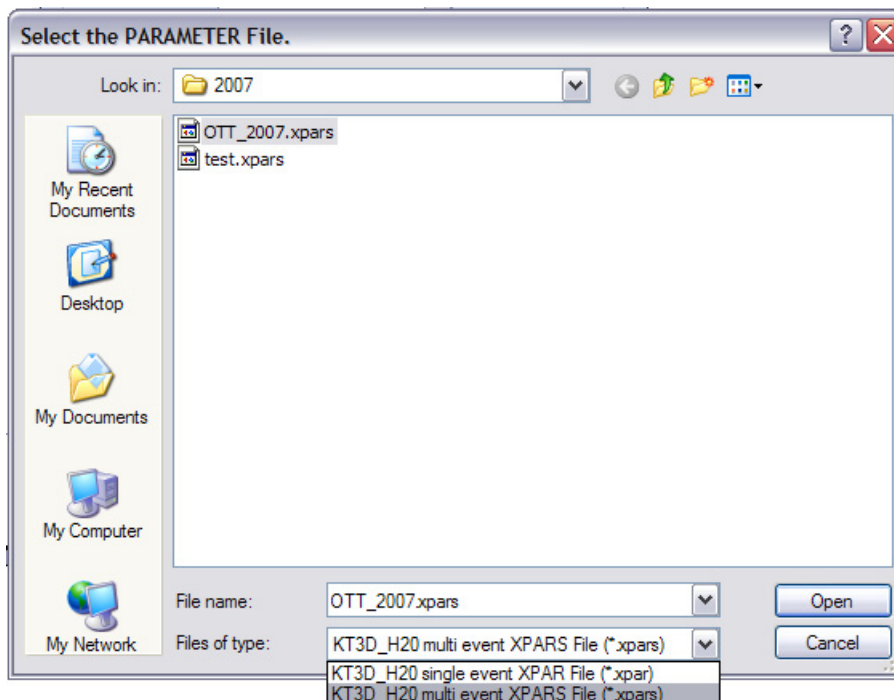 Select the PARAMETER File.
Look in:
2007
OTT_2007.xpars
test.xpars
My Recent
Documents
Desktop
My Documents
My Computer
My Network
File name:
OTT_2007.xpars
Open
Files of type:
KT3D_H20 multi event XPARS File (*.xpars)
Cancel
KT3D_H20 single event XPAR File (*.xpar)
KT3D_H20 multi event XPARS File (*.xpars)